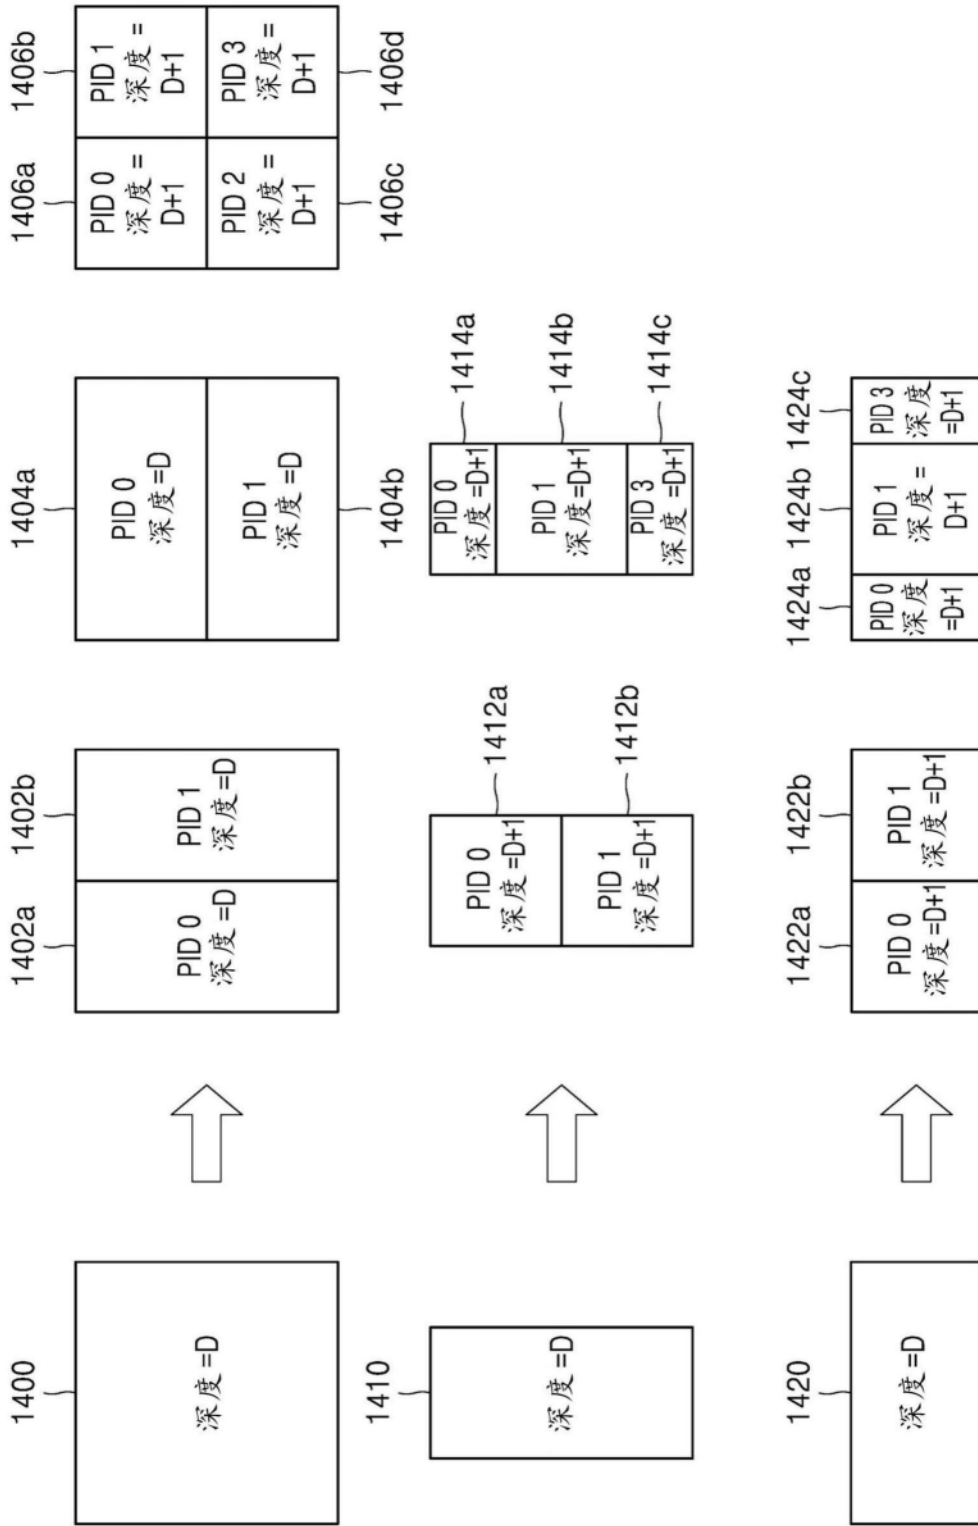 1400
深度=D
1402a
PID 0
深度=D
1402b
PID 1
深度=D
1404a
PID 0
深度=D
PID 1
深度=D
1404b
1406a
PID 0
深度=
D+1
1406b
PID 1
深度=
D+1
PID 2
深度=
D+1
1406c
PID 3
深度=
D+1
1406d
1410
深度=D
PID 0
深度=D+1
1412a
PID 1
深度=D+1
1412b
PID 0
深度=D+1
1414a
PID 1
深度=D+1
1414b
PID 3
深度=D+1
1414c
1420
深度=D
1422a
PID 0
深度=D+1
1422b
PID 1
深度=D+1
1424a
PID 0
深度
=D+1
1424b
PID 1
深度=
D+1
1424c
PID 3
深度
=D+1